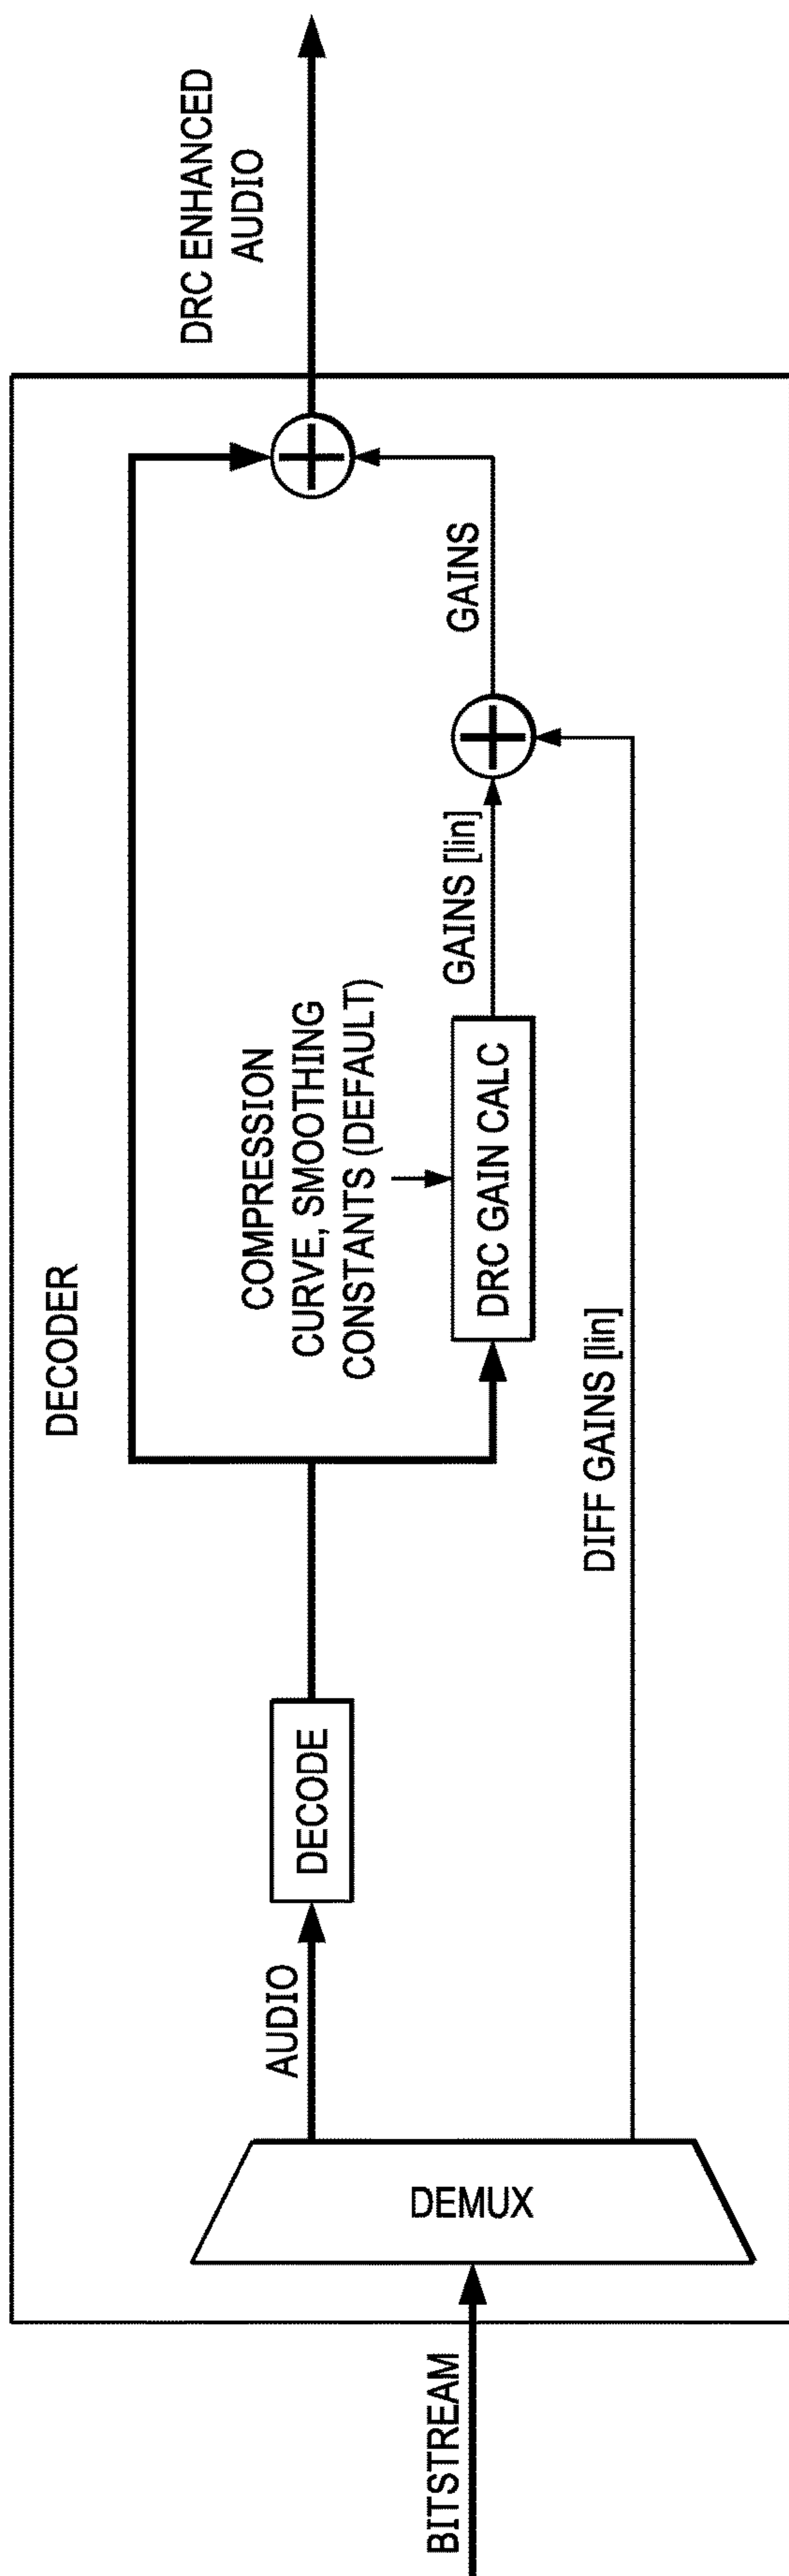 BITSTREAM
DEMUX
AUDIO
DECODE
DECODER
COMPRESSION
CURVE, SMOOTHING
CONSTANTS (DEFAULT)
DRC GAIN CALC
DIFF GAINS [lin]
GAINS [lin]
GAINS
DRC ENHANCED
AUDIO